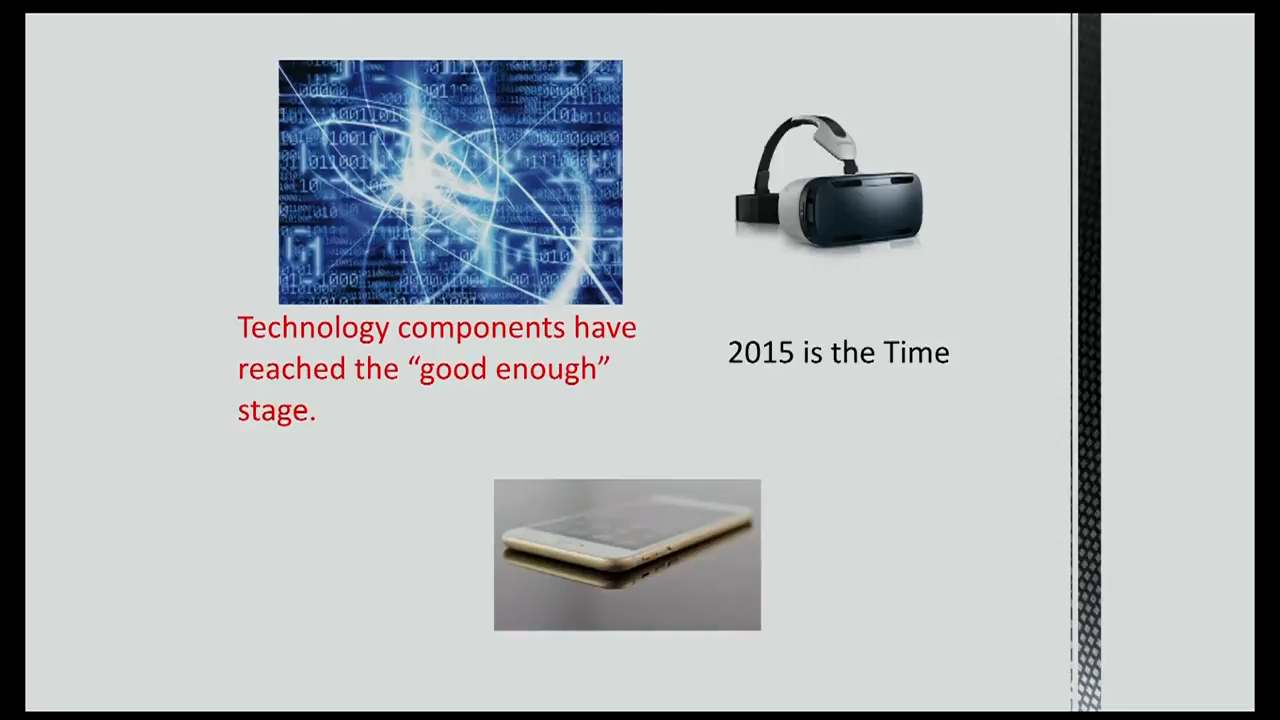 Technology components have
reached the “good enough”
stage.
2015 is the Time